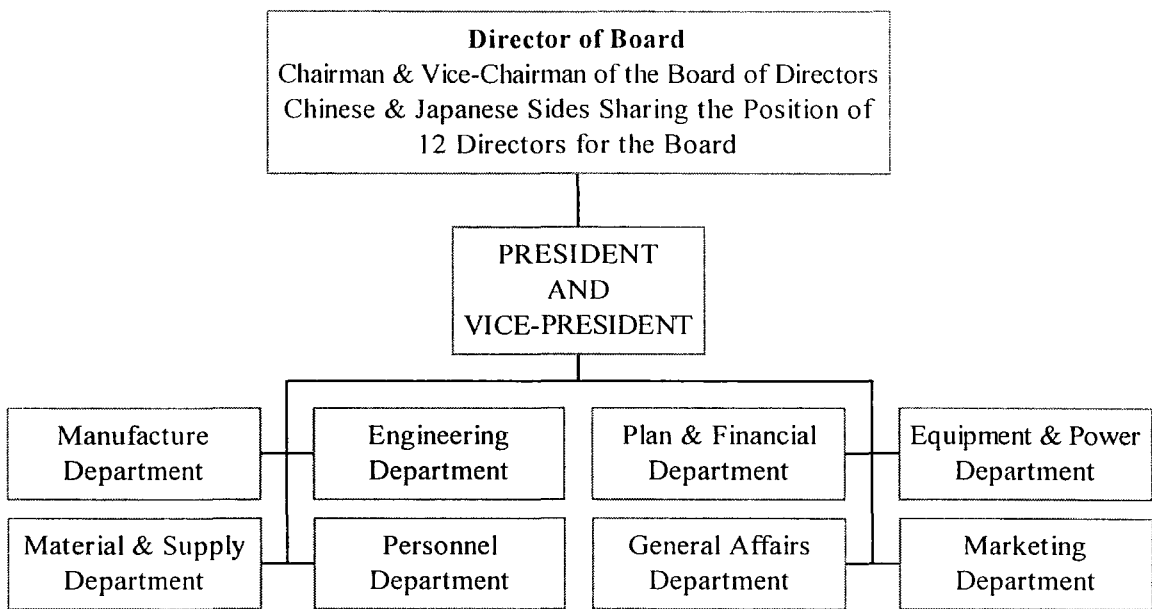 Director of Board
Chairman & Vice-Chairman of the Board of Directors
Chinese & Japanese Sides Sharing the Position of
12 Directors for the Board
PRESIDENT
AND
VICE-PRESIDENT
Manufacture
Department
Engineering
Department
Plan & Financial
Department
Equipment & Power
Department
Material & Supply
Department
Personnel
Department
General Affairs
Department
Marketing
Department